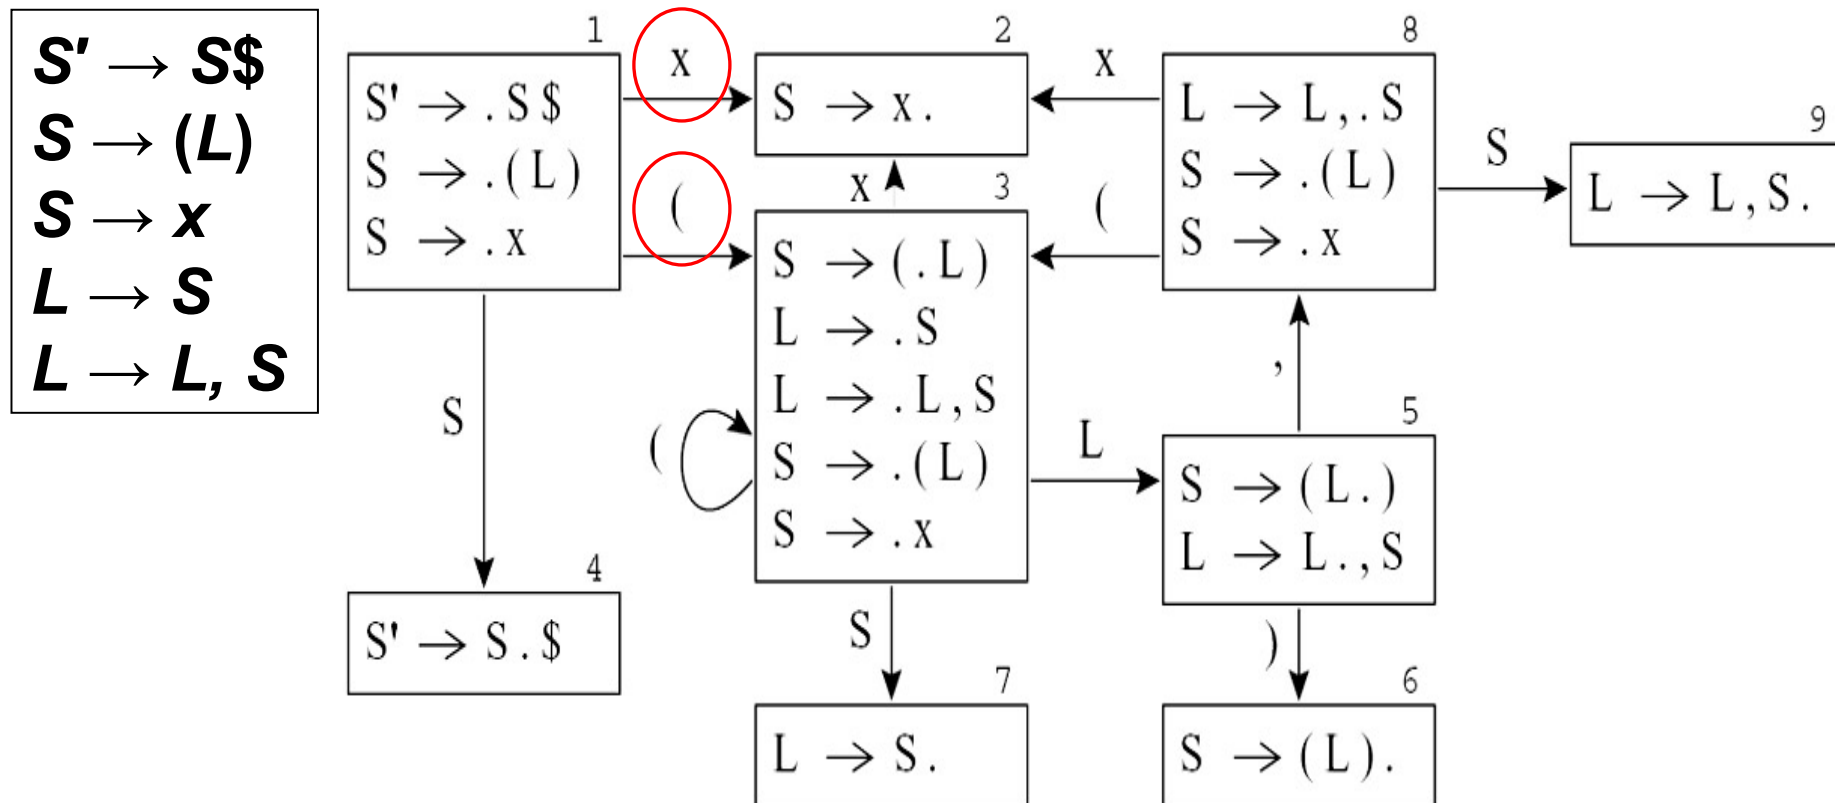 S' → S$
S → (L)
S → x
L → S
L → L, S
1
S' → .S$
S → .(L)
S → .x
x
(
S
4
S' → S.$
2
S → x.
x
3
S → (.L)
L → .S
L → .L,S
S → .(L)
S → .x
(
S
7
L → S.
L
x
(
8
L → L,.S
S → .(L)
S → .x
S
9
L → L,S.
,
5
S → (L.)
L → L.,S
)
6
S → (L).